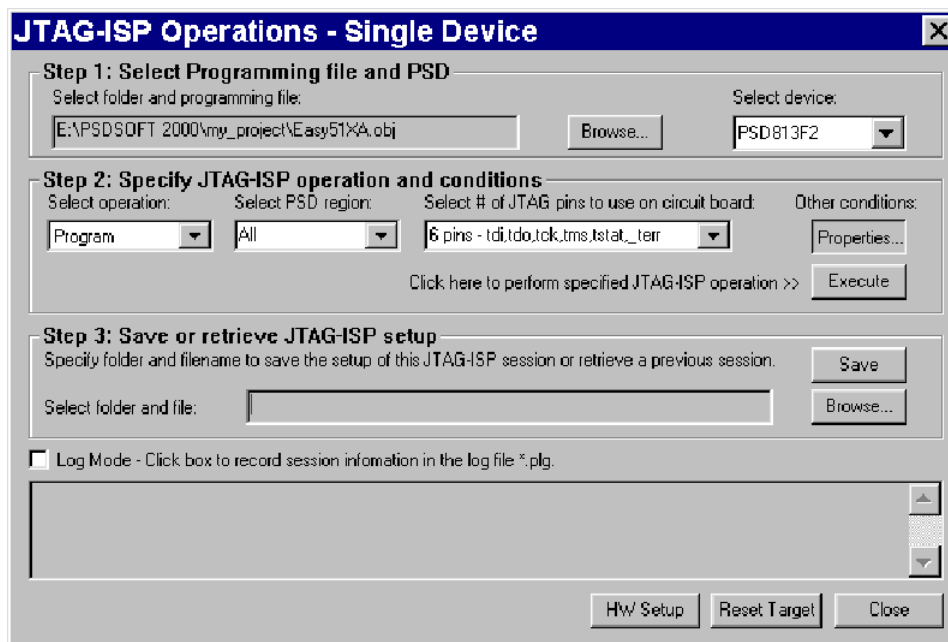 JTAG-ISP Operations - Single Device
Step 1: Select Programming file and PSD
Select folder and programming file:
Select device:
E:\PSDSOFT 2000\my_project\Easy51XA.obj
Browse...
PSD813F2
Step 2: Specify JTAG-ISP operation and conditions
Select operation:
Select PSD region:
Select # of JTAG pins to use on circuit board:
Other conditions:
Program
All
6 pins - tdi,tdo,tck,tms,tstat,_terr
Properties...
Click here to perform specified JTAG-ISP operation >>
Execute
Step 3: Save or retrieve JTAG-ISP setup
Specify folder and filename to save the setup of this JTAG-ISP session or retrieve a previous session.
Save
Select folder and file:
Browse...
Log Mode - Click box to record session infomation in the log file *.plg.
HW Setup
Reset Target
Close